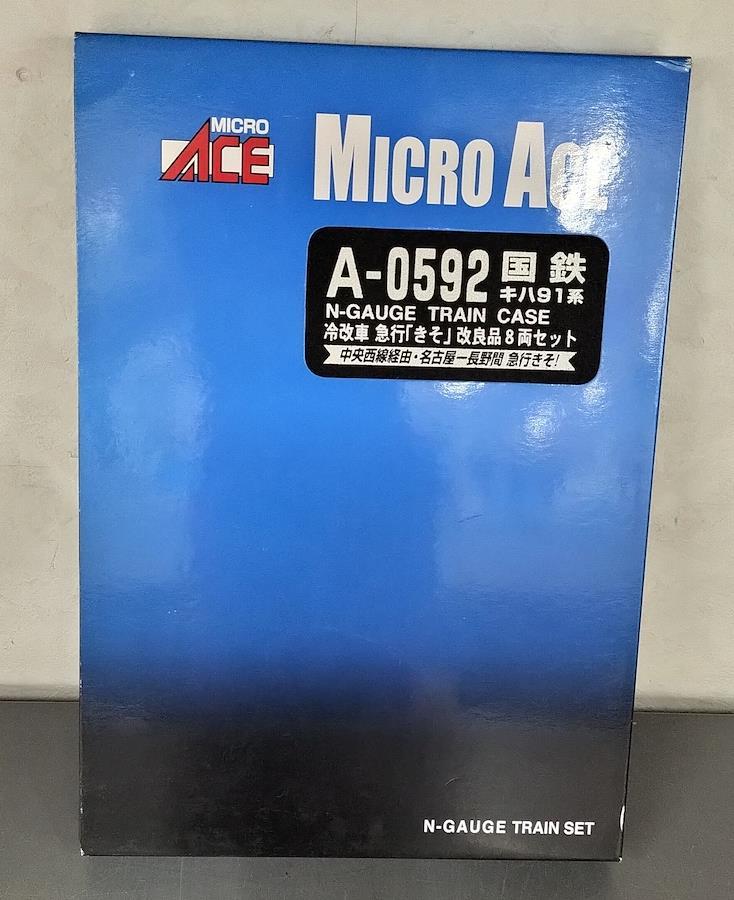 MICRO
ACE
MICRO ACE
A-0592 国鉄
キハ91系
N-GAUGE TRAIN CASE
冷改車 急行「きそ」改良品8両セット
中央西線経由・名古屋ー長野間 急行きそ!
N-GAUGE TRAIN SET